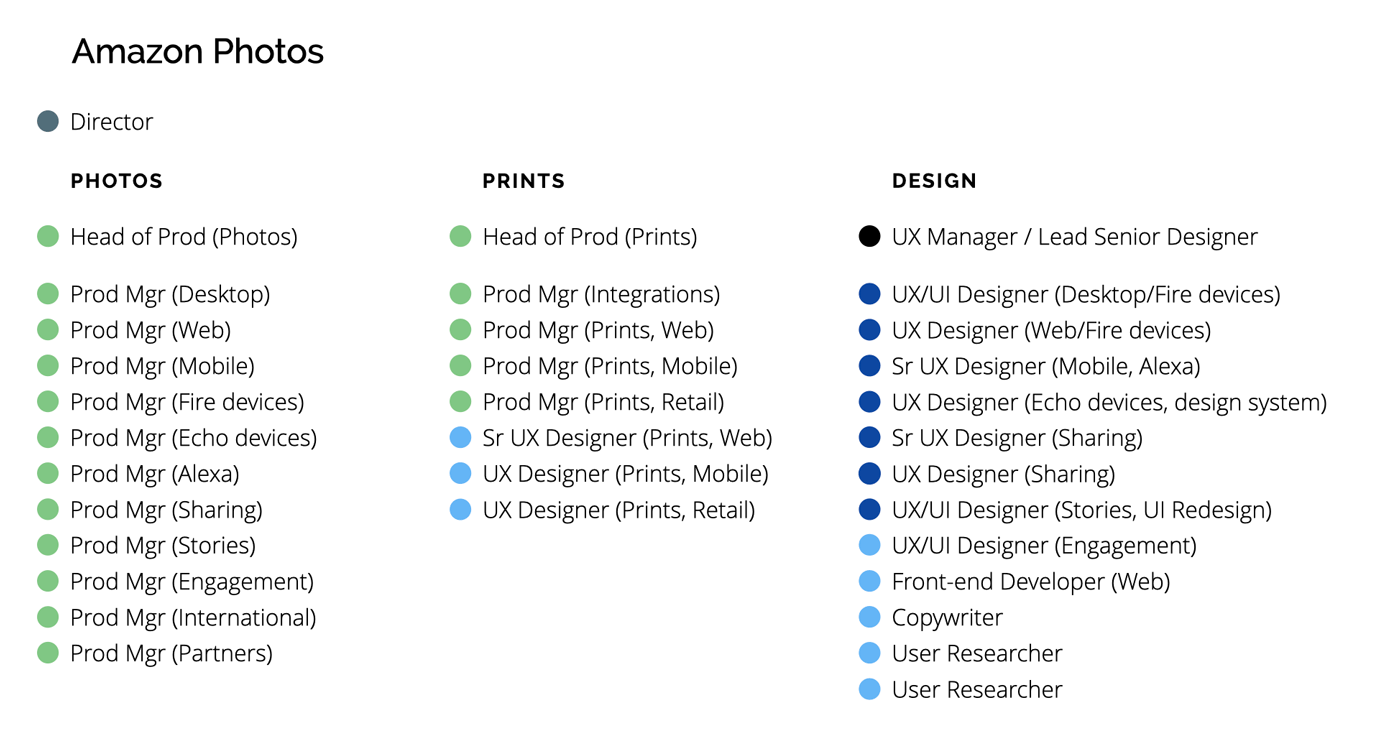 Amazon Photos
Director
PHOTOS
Head of Prod (Photos)
Prod Mgr (Desktop)
Prod Mgr (Web)
Prod Mgr (Mobile)
Prod Mgr (Fire devices)
Prod Mgr (Echo devices)
Prod Mgr (Alexa)
Prod Mgr (Sharing)
Prod Mgr (Stories)
Prod Mgr (Engagement)
Prod Mgr (International)
Prod Mgr (Partners)
PRINTS
Head of Prod (Prints)
Prod Mgr (Integrations)
Prod Mgr (Prints, Web)
Prod Mgr (Prints, Mobile)
Prod Mgr (Prints, Retail)
Sr UX Designer (Prints, Web)
UX Designer (Prints, Mobile)
UX Designer (Prints, Retail)
DESIGN
UX Manager / Lead Senior Designer
UX/UI Designer (Desktop/Fire devices)
UX Designer (Web/Fire devices)
Sr UX Designer (Mobile, Alexa)
UX Designer (Echo devices, design system)
Sr UX Designer (Sharing)
UX Designer (Sharing)
UX/UI Designer (Stories, UI Redesign)
UX/UI Designer (Engagement)
Front-end Developer (Web)
Copywriter
User Researcher
User Researcher